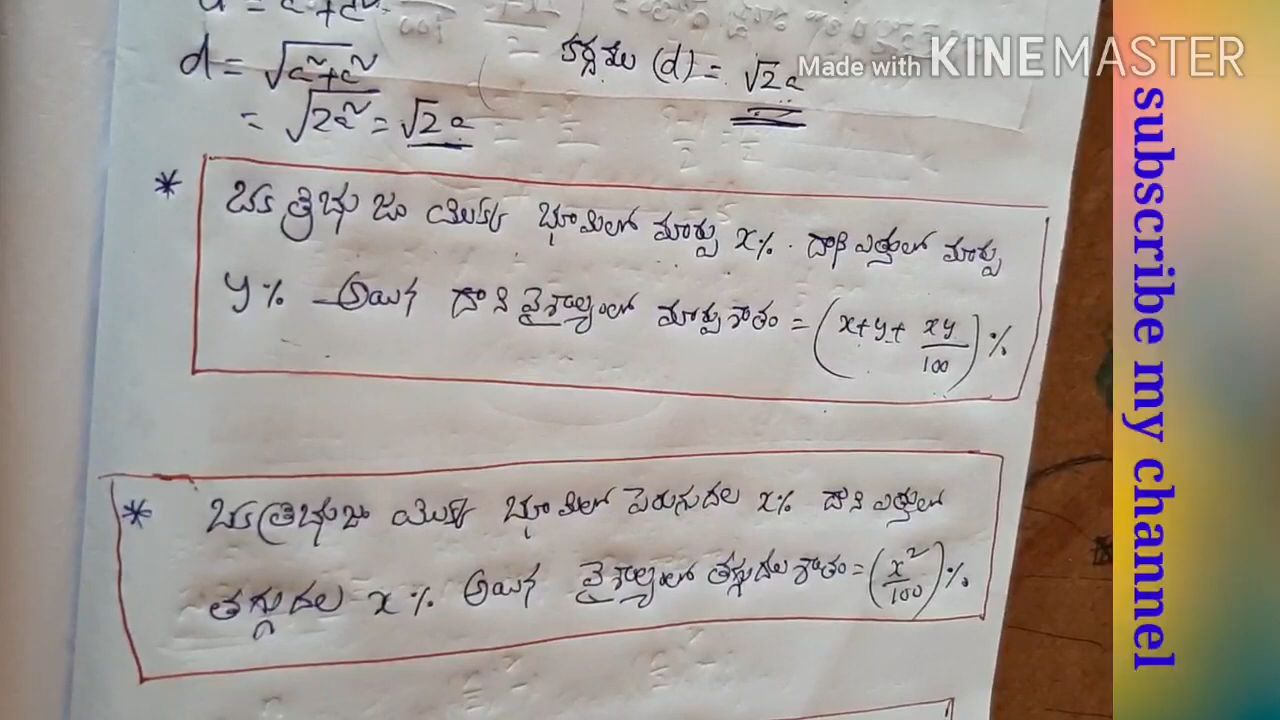 d = √a²+a²
= √2a² = √2a
కర్ణము (d) = √2a
Made with KINEMASTER
* ఒక త్రిభుజం యొక్క భూమిలో మార్పు x%. దాని ఎత్తులో మార్పు
y% అయిన దాని వైశాల్యంలో మార్పు శాతం = (x+y+ xy/100)%
* ఒక త్రిభుజం యొక్క భూమిలో పెరుగుదల x% దాని ఎత్తులో
తగ్గుదల x% అయిన వైశాల్యంలో తగ్గుదల శాతం = (x²/100)%
subscribe my channel